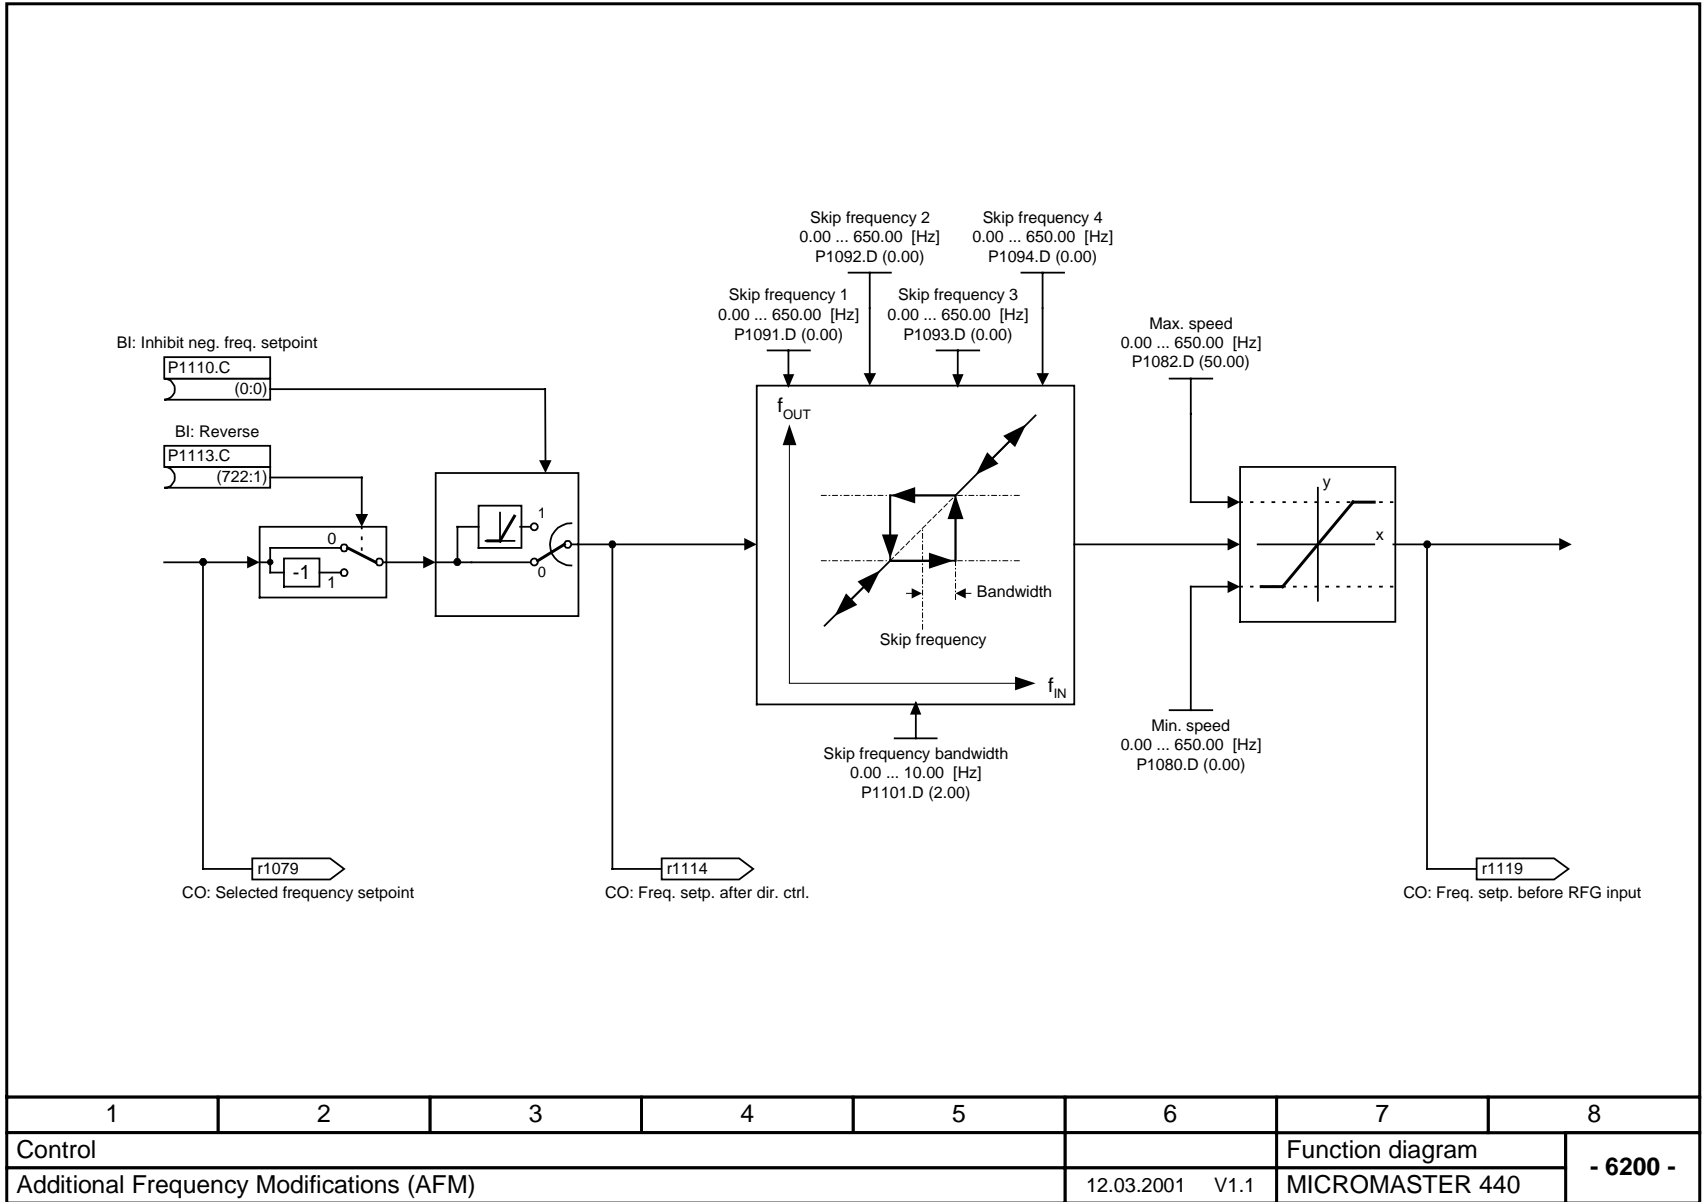 Skip frequency 2
0.00 ... 650.00 [Hz]
P1092.D (0.00)
Skip frequency 4
0.00 ... 650.00 [Hz]
P1094.D (0.00)
Skip frequency 1
0.00 ... 650.00 [Hz]
P1091.D (0.00)
Skip frequency 3
0.00 ... 650.00 [Hz]
P1093.D (0.00)
Max. speed
0.00 ... 650.00 [Hz]
P1082.D (50.00)
BI: Inhibit neg. freq. setpoint
P1110.C
(0:0)
BI: Reverse
P1113.C
(722:1)
0
-1
1
1
0
fOUT
Bandwidth
Skip frequency
fIN
y
x
Skip frequency bandwidth
0.00 ... 10.00 [Hz]
P1101.D (2.00)
Min. speed
0.00 ... 650.00 [Hz]
P1080.D (0.00)
r1079
CO: Selected frequency setpoint
r1114
CO: Freq. setp. after dir. ctrl.
r1119
CO: Freq. setp. before RFG input
1 2 3 4 5 6 7 8
Control
Function diagram
- 6200 -
Additional Frequency Modifications (AFM)
12.03.2001 V1.1
MICROMASTER 440